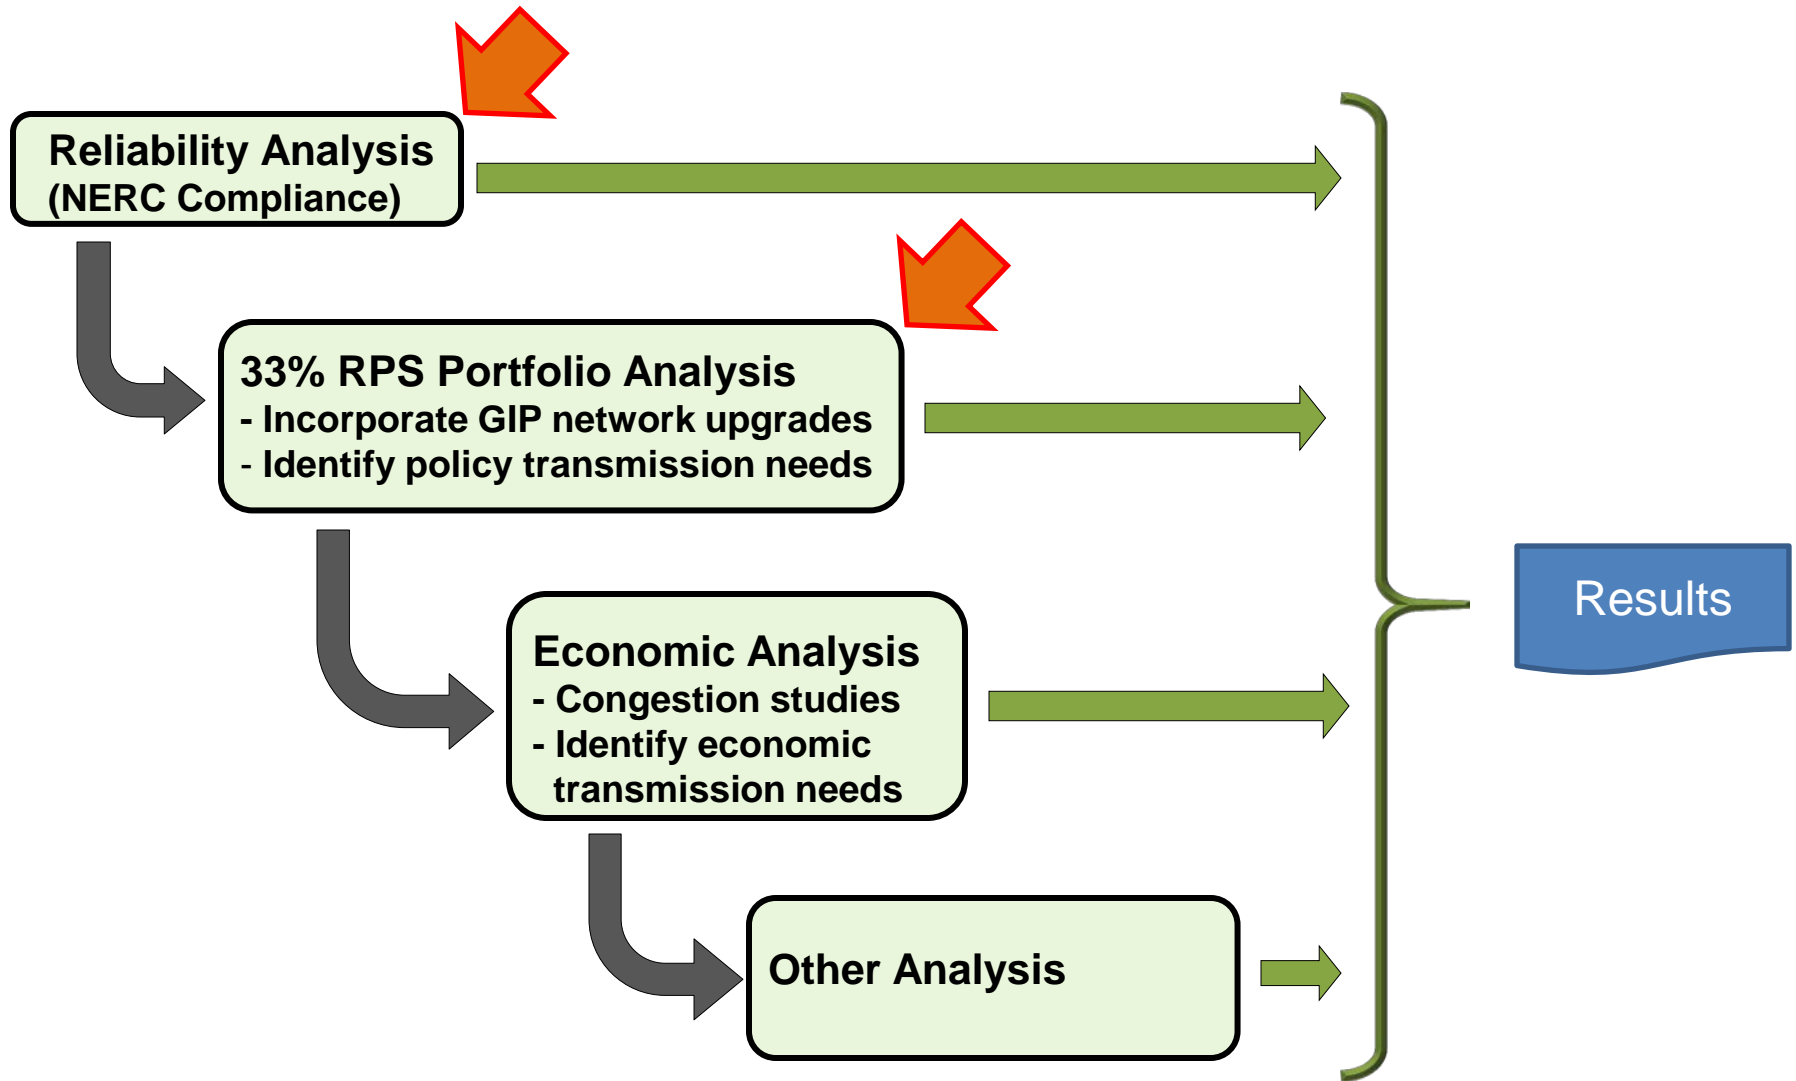 Reliability Analysis
(NERC Compliance)
33% RPS Portfolio Analysis
- Incorporate GIP network upgrades
- Identify policy transmission needs
Economic Analysis
- Congestion studies
- Identify economic
transmission needs
Results
Other Analysis